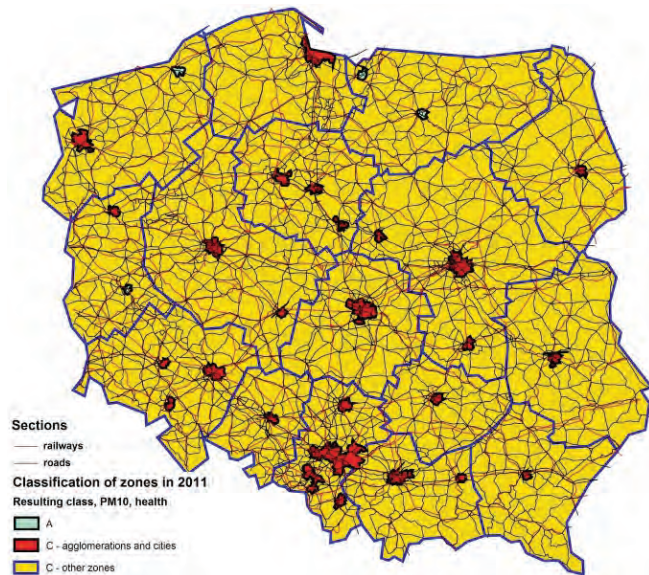 Sections
railways
roads
Classification of zones in 2011
Resulting class, PM10, health
A
C - agglomerations and cities
C - other zones